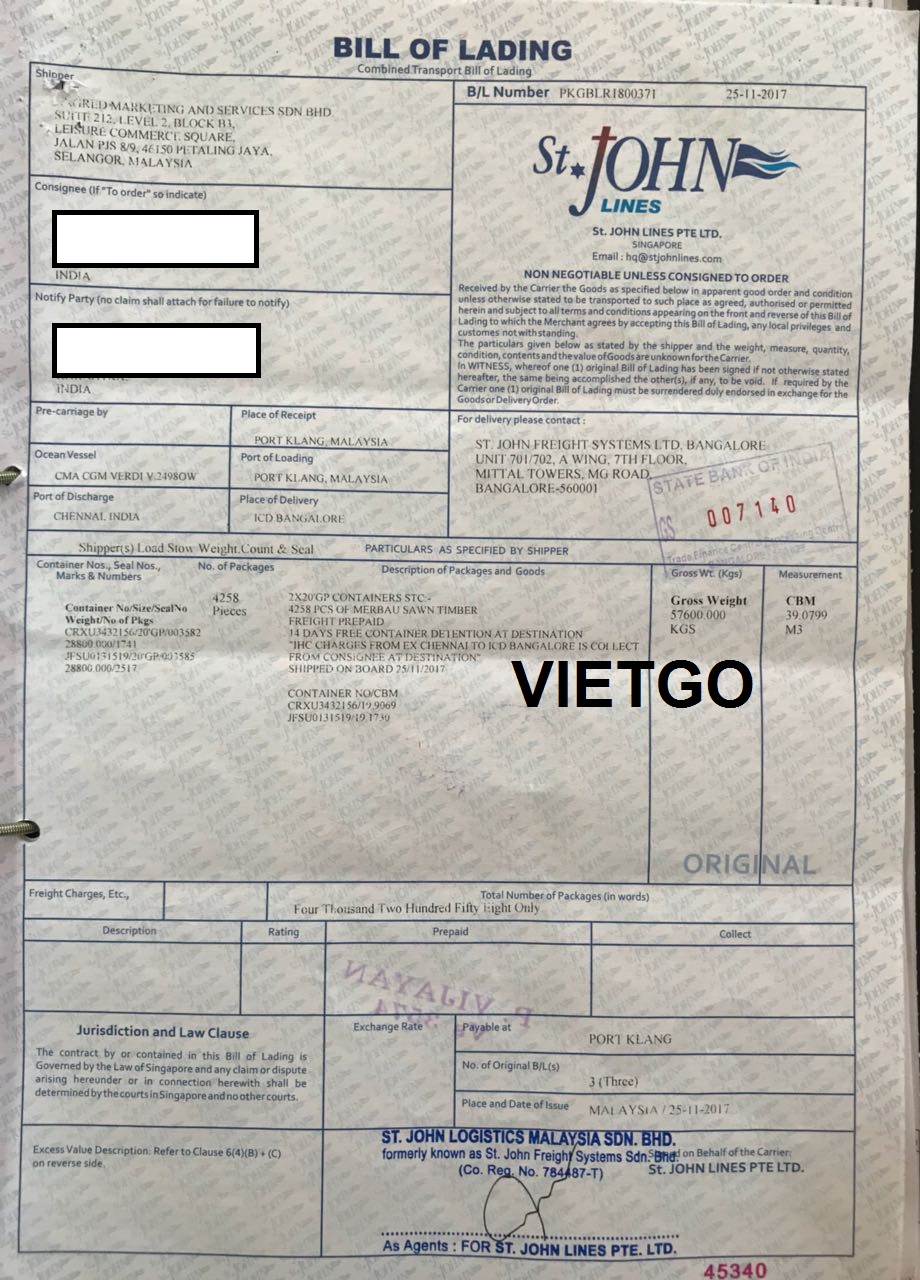 BILL OF LADING
Combined Transport Bill of Lading
Shipper
MARKETING AND SERVICES SDN BHD
SUITE 212, LEVEL 2, BLOCK B3,
LEISURE COMMERCE SQUARE,
JALAN PJS 8/9, 46150 PETALING JAYA,
SELANGOR, MALAYSIA
B/L Number PKGBLR1800371 25-11-2017
St. JOHN
LINES
St. JOHN LINES PTE LTD.
SINGAPORE
Email : hq@stjohnlines.com
NON NEGOTIABLE UNLESS CONSIGNED TO ORDER
Received by the Carrier the Goods as specified below in apparent good order and condition
unless otherwise stated to be transported to such place as agreed, authorised or permitted
herein and subject to all terms and conditions appearing on the front and reverse of this Bill of
Lading to which the Merchant agrees by accepting this Bill of Lading, any local privileges and
customes not with standing.
The particulars given below as stated by the shipper and the weight, measure, quantity,
condition, contents and the value of Goods are unknown for the Carrier.
In WITNESS, whereof one (1) original Bill of Lading has been signed if not otherwise stated
hereafter, the same being accomplished the other(s), if any, to be void. If required by the
Carrier one (1) original Bill of Lading must be surrendered duly endorsed in exchange for the
Goods or Delivery Order.
Consignee (If "To order" so indicate)
INDIA
Notify Party (no claim shall attach for failure to notify)
INDIA
Pre-carriage by
Place of Receipt
PORT KLANG, MALAYSIA
Ocean Vessel
CMA CGM VERDI V.2498OW
Port of Loading
PORT KLANG, MALAYSIA
Port of Discharge
CHENNAI, INDIA
Place of Delivery
ICD BANGALORE
For delivery please contact :
ST. JOHN FREIGHT SYSTEMS LTD, BANGALORE
UNIT 701/702, A WING, 7TH FLOOR,
MITTAL TOWERS, MG ROAD,
BANGALORE-560001
STATE BANK OF INDIA
007140
Trade Finance
Shipper(s) Load Stow Weight,Count & Seal PARTICULARS AS SPECIFIED BY SHIPPER
Container Nos., Seal Nos.,
Marks & Numbers
No. of Packages
Description of Packages and Goods
Gross Wt. (Kgs)
Measurement
Container No/Size/SealNo
Weight/No of Pkgs
CRXU3432156/20'GP/003582
28800.000/1741
JFSU0131519/20'GP/003585
28800.000/2517
4258
Pieces
2X20'GP CONTAINERS STC.-
4258 PCS OF MERBAU SAWN TIMBER
FREIGHT PREPAID
14 DAYS FREE CONTAINER DETENTION AT DESTINATION
"IHC CHARGES FROM EX CHENNAI TO ICD BANGALORE IS COLLECT
FROM CONSIGNEE AT DESTINATION"
SHIPPED ON BOARD 25/11/2017
CONTAINER NO/CBM
CRXU3432156/19.9069
JFSU0131519/19.1730
Gross Weight
57600.000
KGS
CBM
39.0799
M3
VIETGO
ORIGINAL
Freight Charges, Etc.,
Total Number of Packages (in words)
Four Thousand Two Hundred Fifty Eight Only
Description
Rating
Prepaid
Collect
P. VIJAYAN
Jurisdiction and Law Clause
The contract by or contained in this Bill of Lading is
Governed by the Law of Singapore and any claim or dispute
arising hereunder or in connection herewith shall be
determined by the courts in Singapore and no other courts.
Exchange Rate
Payable at
PORT KLANG
No. of Original B/L(s)
3 (Three)
Place and Date of Issue
MALAYSIA / 25-11-2017
Excess Value Description: Refer to Clause 6(4)(B) + (C)
on reverse side.
ST. JOHN LOGISTICS MALAYSIA SDN. BHD.
formerly known as St. John Freight Systems Sdn. Bhd.
(Co. Reg. No. 784487-T)
on Behalf of the Carrier:
St. JOHN LINES PTE LTD.
As Agents : FOR ST. JOHN LINES PTE. LTD.
45340